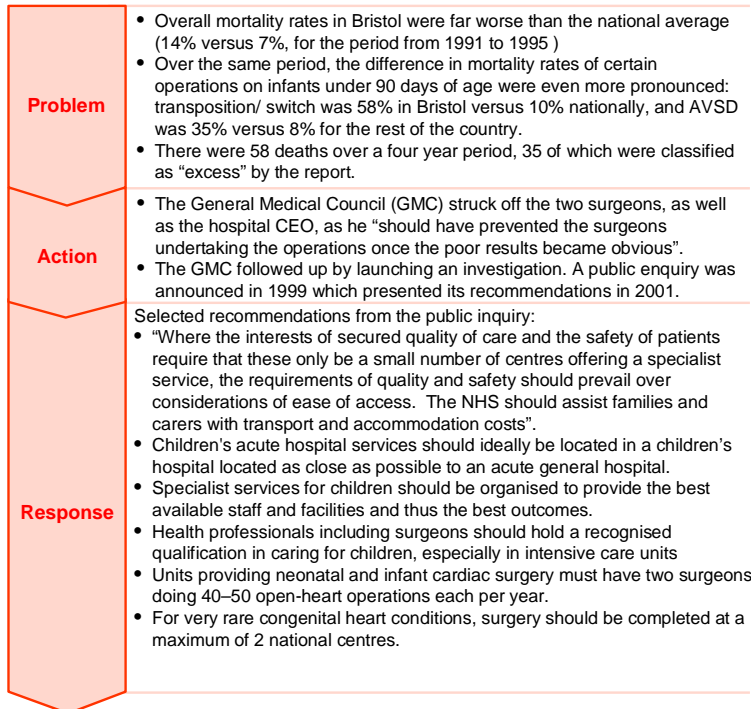 Problem
• Overall mortality rates in Bristol were far worse than the national average
(14% versus 7%, for the period from 1991 to 1995 )
• Over the same period, the difference in mortality rates of certain
operations on infants under 90 days of age were even more pronounced:
transposition/ switch was 58% in Bristol versus 10% nationally, and AVSD
was 35% versus 8% for the rest of the country.
• There were 58 deaths over a four year period, 35 of which were classified
as “excess” by the report.
Action
• The General Medical Council (GMC) struck off the two surgeons, as well
as the hospital CEO, as he “should have prevented the surgeons
undertaking the operations once the poor results became obvious”.
• The GMC followed up by launching an investigation. A public enquiry was
announced in 1999 which presented its recommendations in 2001.
Response
Selected recommendations from the public inquiry:
• “Where the interests of secured quality of care and the safety of patients
require that these only be a small number of centres offering a specialist
service, the requirements of quality and safety should prevail over
considerations of ease of access.  The NHS should assist families and
carers with transport and accommodation costs”.
• Children's acute hospital services should ideally be located in a children’s
hospital located as close as possible to an acute general hospital.
• Specialist services for children should be organised to provide the best
available staff and facilities and thus the best outcomes.
• Health professionals including surgeons should hold a recognised
qualification in caring for children, especially in intensive care units
• Units providing neonatal and infant cardiac surgery must have two surgeons
doing 40–50 open-heart operations each per year.
• For very rare congenital heart conditions, surgery should be completed at a
maximum of 2 national centres.